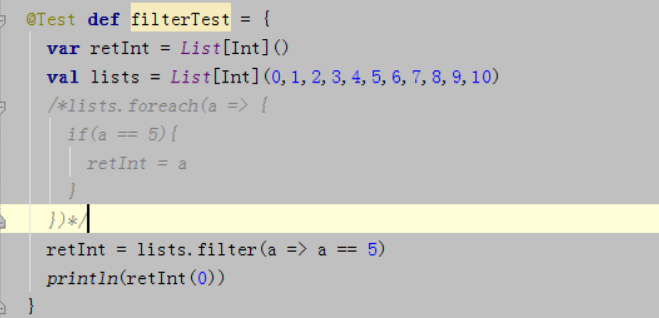 @Test def filterTest = {
var retInt = List[Int]()
val lists = List[Int](0,1,2,3,4,5,6,7,8,9,10)
/*lists.foreach(a => {
if(a == 5){
retInt = a
}
})*/
retInt = lists.filter(a => a == 5)
println(retInt(0))
}